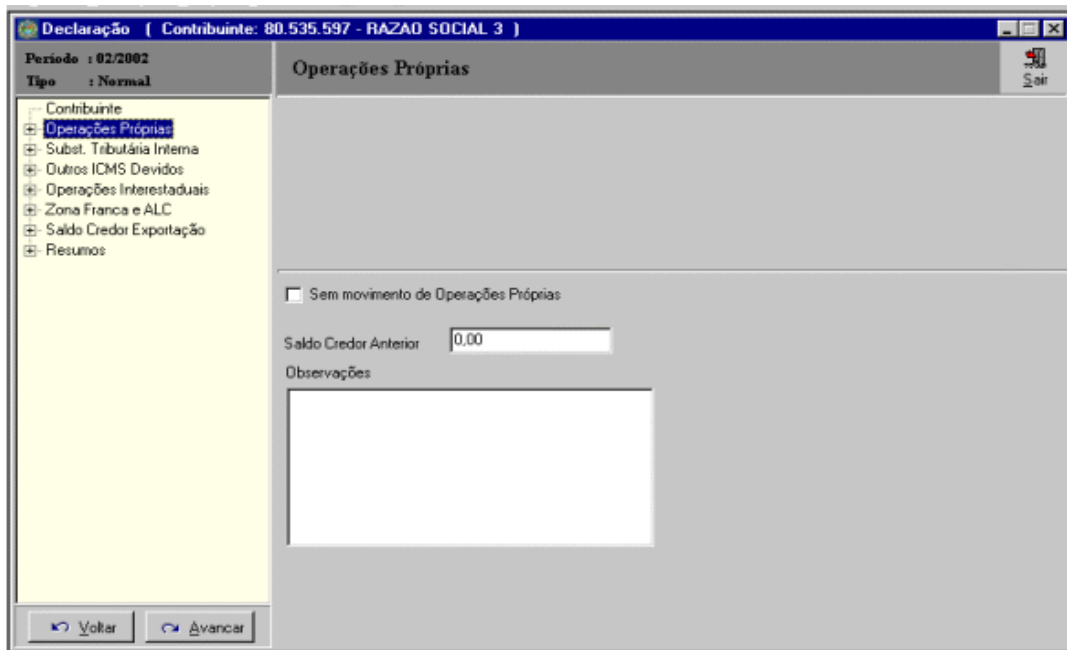 Declaração ( Contribuinte: 80.535.597 - RAZAO SOCIAL 3 )
Período : 02/2002
Tipo : Normal
Operações Próprias
Sair
Contribuinte
Operações Próprias
Subst. Tributária Interna
Outros ICMS Devidos
Operações Interestaduais
Zona Franca e ALC
Saldo Credor Exportação
Resumos
Sem movimento de Operações Próprias
Saldo Credor Anterior 0,00
Observações
Voltar
Avancar